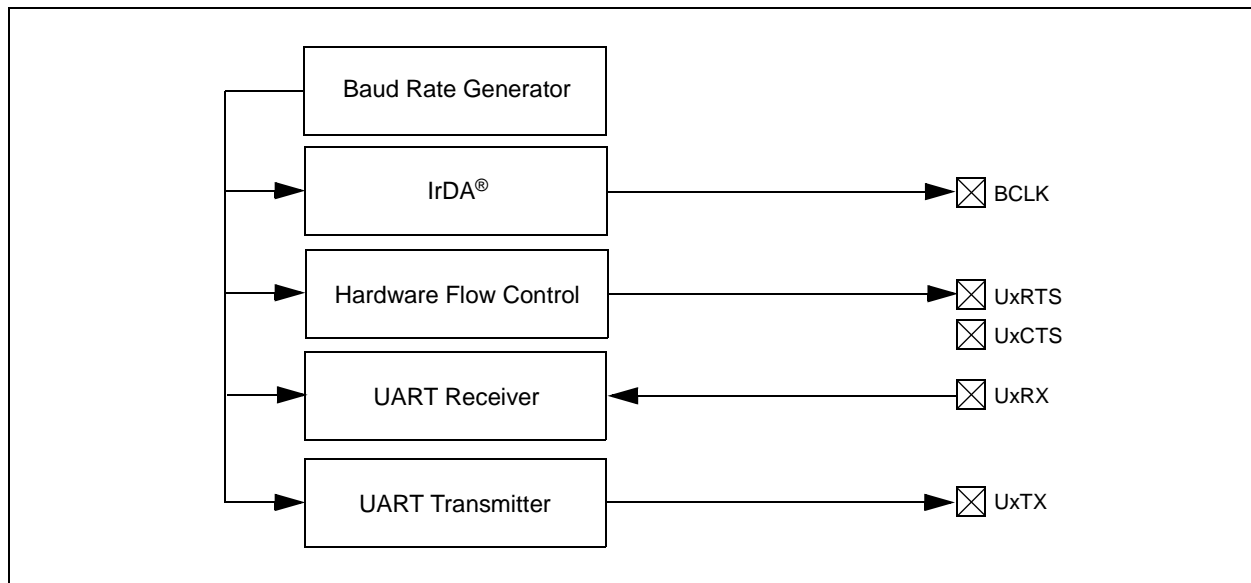 Baud Rate Generator
IrDA®
BCLK
Hardware Flow Control
UxRTS
UxCTS
UART Receiver
UxRX
UART Transmitter
UxTX